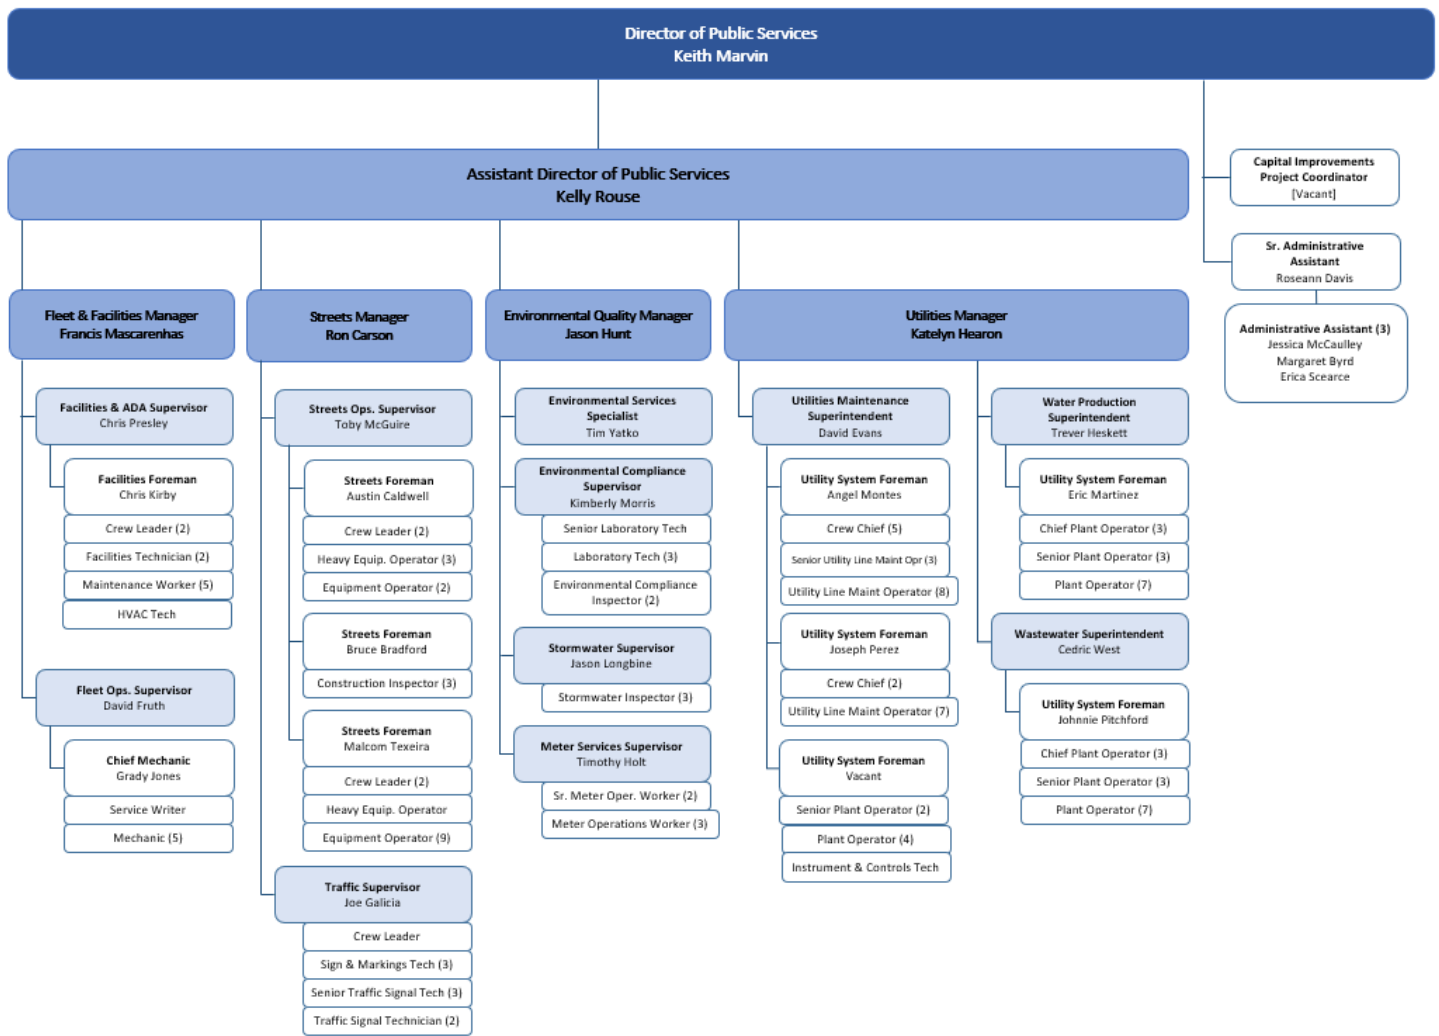 Director of Public Services
Keith Marvin
Assistant Director of Public Services
Kelly Rouse
Capital Improvements
Project Coordinator
[Vacant]
Sr. Administrative
Assistant
Roseann Davis
Administrative Assistant (3)
Jessica McCaulley
Margaret Byrd
Erica Scearce
Fleet & Facilities Manager
Francis Mascarenhas
Facilities & ADA Supervisor
Chris Presley
Facilities Foreman
Chris Kirby
Crew Leader (2)
Facilities Technician (2)
Maintenance Worker (5)
HVAC Tech
Fleet Ops. Supervisor
David Fruth
Chief Mechanic
Grady Jones
Service Writer
Mechanic (5)
Streets Manager
Ron Carson
Streets Ops. Supervisor
Toby McGuire
Streets Foreman
Austin Caldwell
Crew Leader (2)
Heavy Equip. Operator (3)
Equipment Operator (2)
Streets Foreman
Bruce Bradford
Construction Inspector (3)
Streets Foreman
Malcom Texeira
Crew Leader (2)
Heavy Equip. Operator
Equipment Operator (9)
Traffic Supervisor
Joe Galicia
Crew Leader
Sign & Markings Tech (3)
Senior Traffic Signal Tech (3)
Traffic Signal Technician (2)
Environmental Quality Manager
Jason Hunt
Environmental Services
Specialist
Tim Yatko
Environmental Compliance
Supervisor
Kimberly Morris
Senior Laboratory Tech
Laboratory Tech (3)
Environmental Compliance
Inspector (2)
Stormwater Supervisor
Jason Longbine
Stormwater Inspector (3)
Meter Services Supervisor
Timothy Holt
Sr. Meter Oper. Worker (2)
Meter Operations Worker (3)
Utilities Manager
Katelyn Hearon
Utilities Maintenance
Superintendent
David Evans
Utility System Foreman
Angel Montes
Crew Chief (5)
Senior Utility Line Maint Opr (3)
Utility Line Maint Operator (8)
Utility System Foreman
Joseph Perez
Crew Chief (2)
Utility Line Maint Operator (7)
Utility System Foreman
Vacant
Senior Plant Operator (2)
Plant Operator (4)
Instrument & Controls Tech
Water Production
Superintendent
Trever Heskett
Utility System Foreman
Eric Martinez
Chief Plant Operator (3)
Senior Plant Operator (3)
Plant Operator (7)
Wastewater Superintendent
Cedric West
Utility System Foreman
Johnnie Pitchford
Chief Plant Operator (3)
Senior Plant Operator (3)
Plant Operator (7)